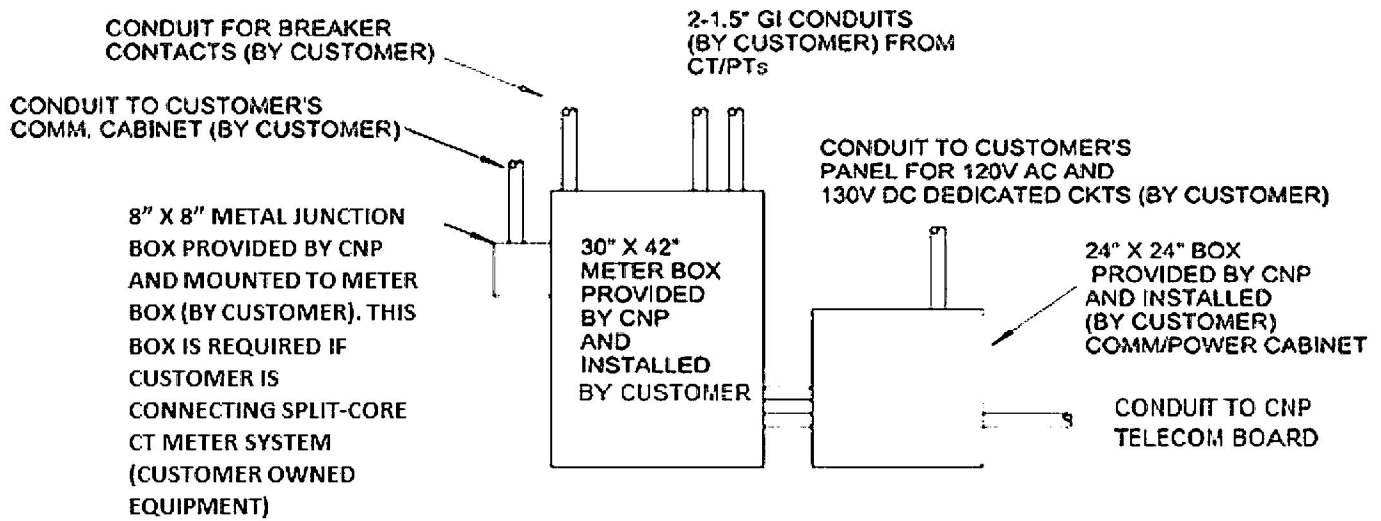 CONDUIT FOR BREAKER
CONTACTS (BY CUSTOMER)
2-1.5" GI CONDUITS
(BY CUSTOMER) FROM
CT/PTs
CONDUIT TO CUSTOMER'S
COMM. CABINET (BY CUSTOMER)
CONDUIT TO CUSTOMER'S
PANEL FOR 120V AC AND
130V DC DEDICATED CKTS (BY CUSTOMER)
8" X 8" METAL JUNCTION
BOX PROVIDED BY CNP
AND MOUNTED TO METER
BOX (BY CUSTOMER). THIS
BOX IS REQUIRED IF
CUSTOMER IS
CONNECTING SPLIT-CORE
CT METER SYSTEM
(CUSTOMER OWNED
EQUIPMENT)
30" X 42"
METER BOX
PROVIDED
BY CNP
AND
INSTALLED
BY CUSTOMER
24" X 24" BOX
PROVIDED BY CNP
AND INSTALLED
(BY CUSTOMER)
COMM/POWER CABINET
CONDUIT TO CNP
TELECOM BOARD